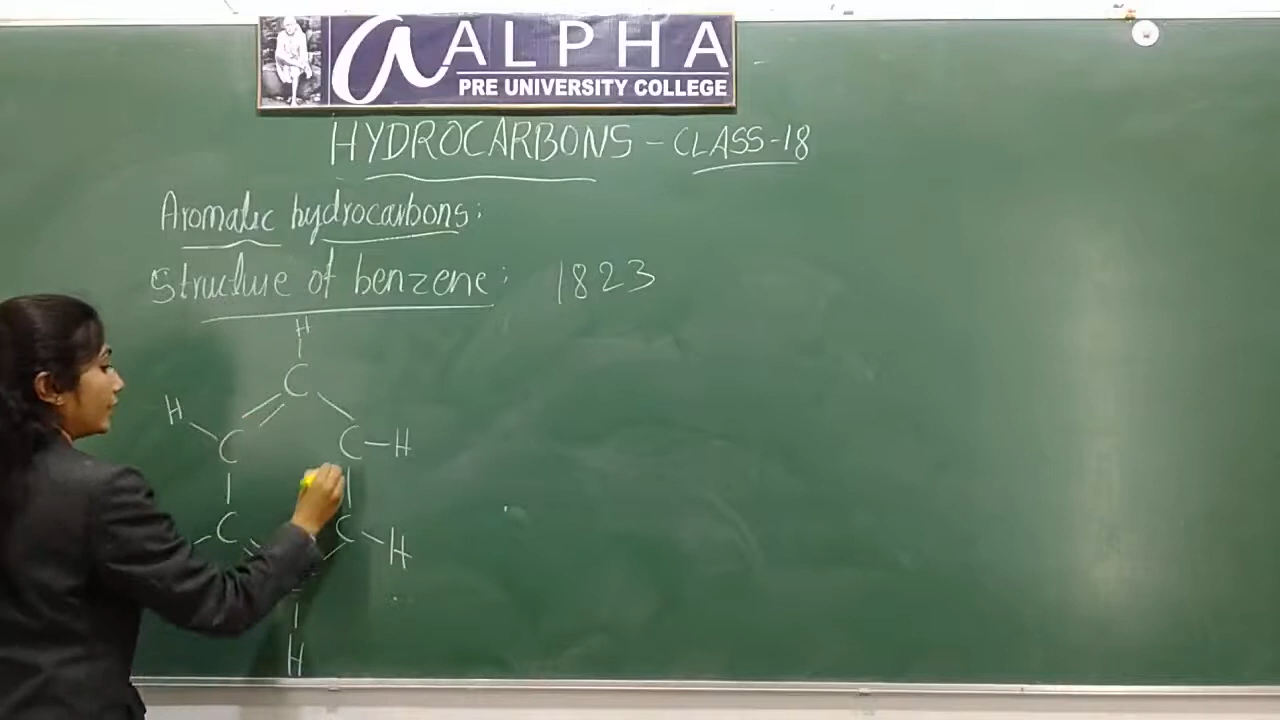 a ALPHA
PRE UNIVERSITY COLLEGE
HYDROCARBONS - CLASS-18
Aromatic hydrocarbons:
Structure of benzene: 1823
H
C
H C C - H
C C H
H